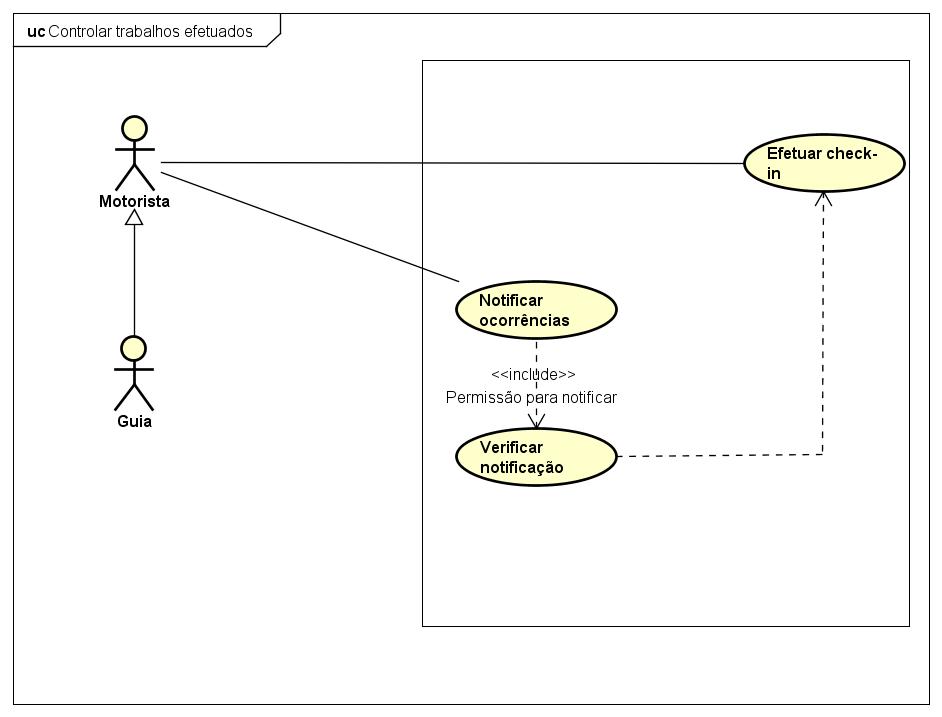 uc Controlar trabalhos efetuados
Efetuar check-
in
Motorista
Notificar
ocorrências
<<include>>
Permissão para notificar
Guia
Verificar
notificação